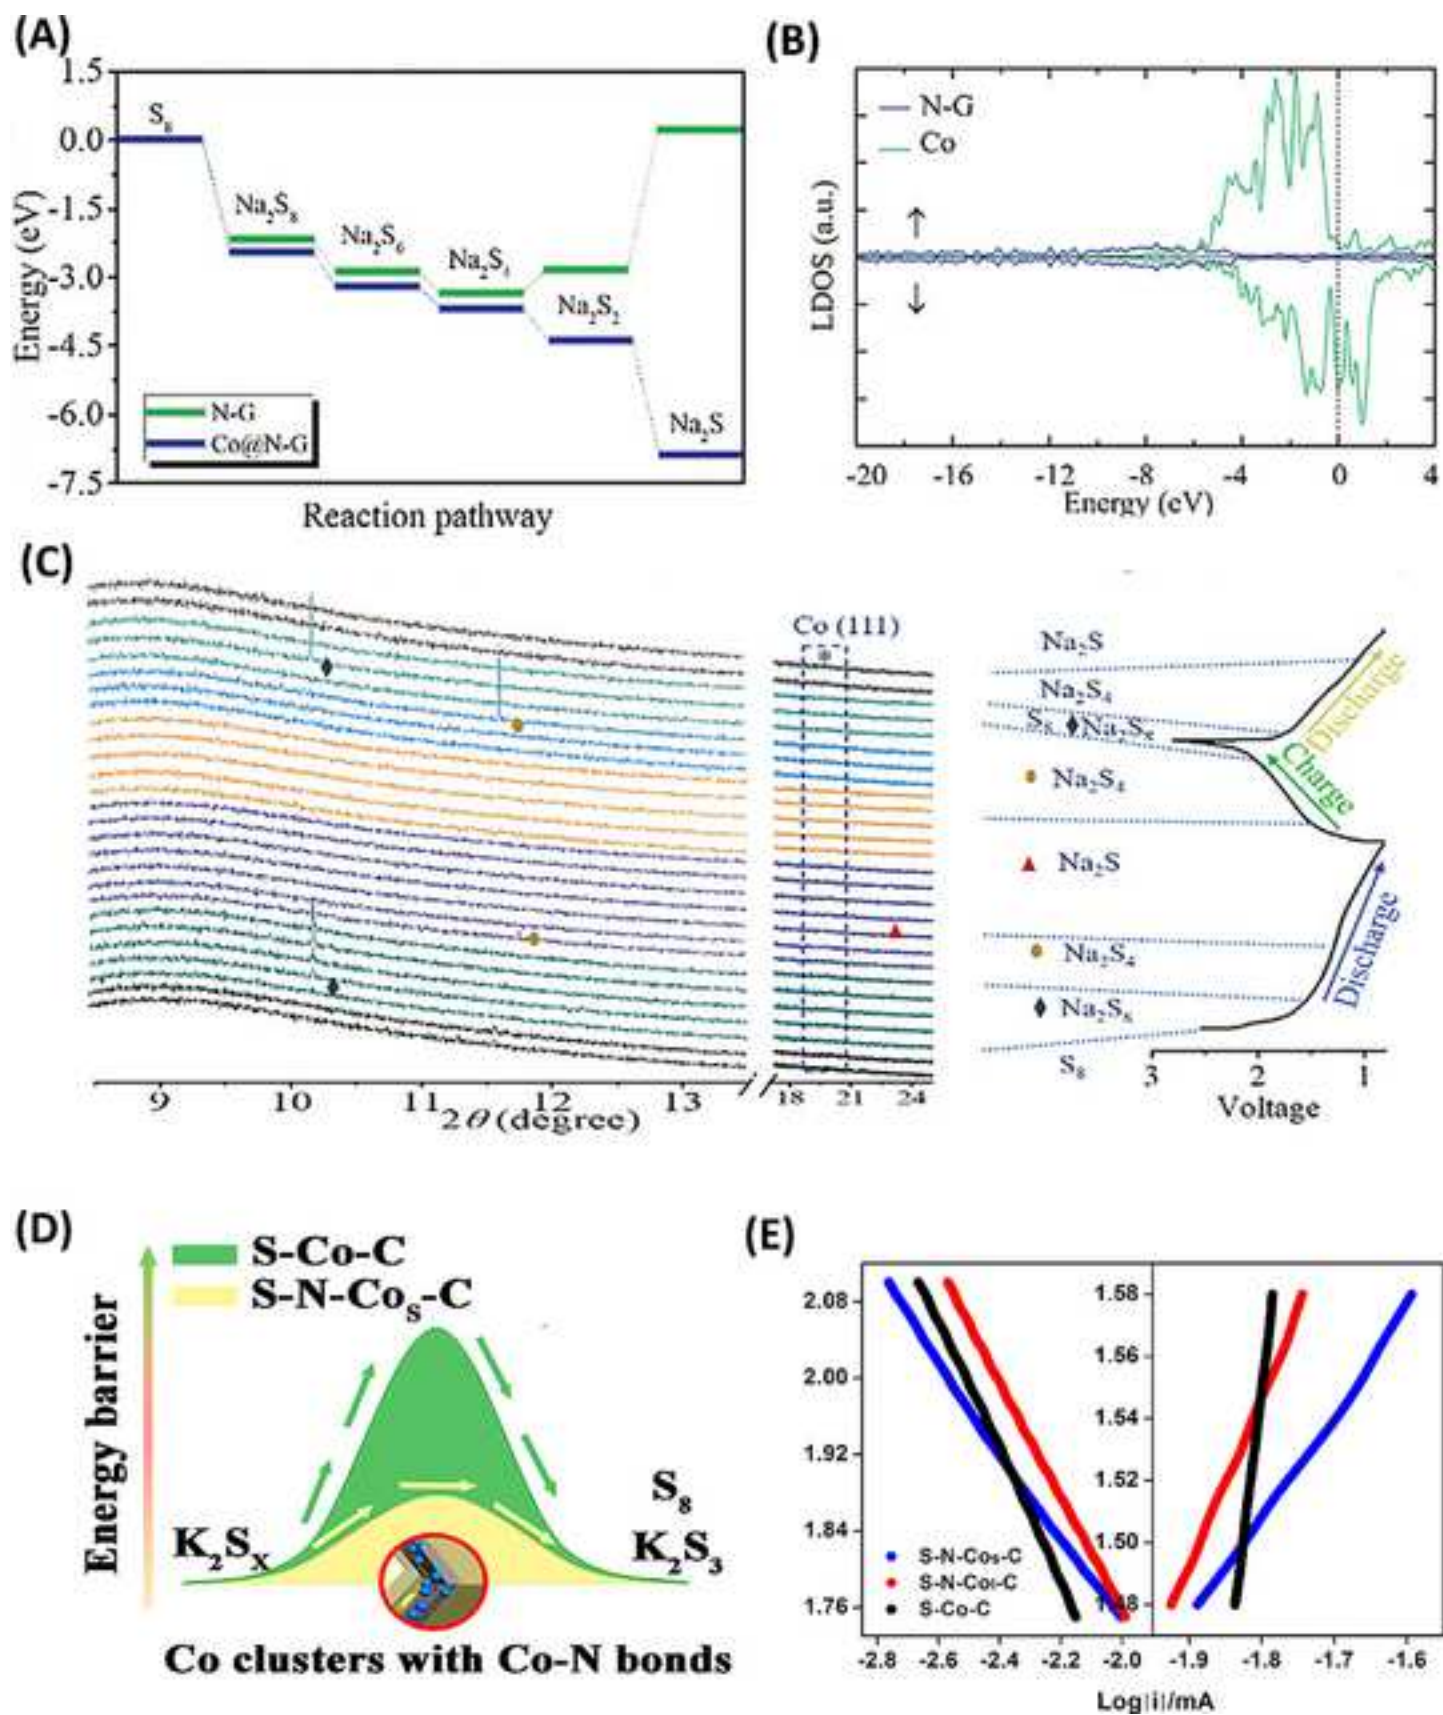 (A)
1.5
0.0
-1.5
-3.0
-4.5
-6.0
-7.5
Energy (eV)
S₈
Na₂S₈
Na₂S₆
Na₂S₄
Na₂S₂
Na₂S
N-G
Co@N-G
Reaction pathway
(B)
LDOS (a.u.)
N-G
Co
↑
↓
-20 -16 -12 -8 -4 0 4
Energy (eV)
(C)
9 10 11 12 13
2θ (degree)
Co (111)
*
18 21 24
Na₂S
Na₂S₄
Na₂S₄
Na₂S
Na₂S₄
S₈
Discharge
Charge
Discharge
3 2 1
Voltage
(D)
S-Co-C
S-N-Coₛ-C
Energy barrier
K₂Sₓ
S₈
K₂S₃
Co clusters with Co-N bonds
(E)
2.08
2.00
1.92
1.84
1.76
1.58
1.56
1.54
1.52
1.50
S-N-Coₛ-C
S-N-Coₗ-C
S-Co-C
-2.8 -2.6 -2.4 -2.2 -2.0 -1.9 -1.8 -1.7 -1.6
Log|i|/mA